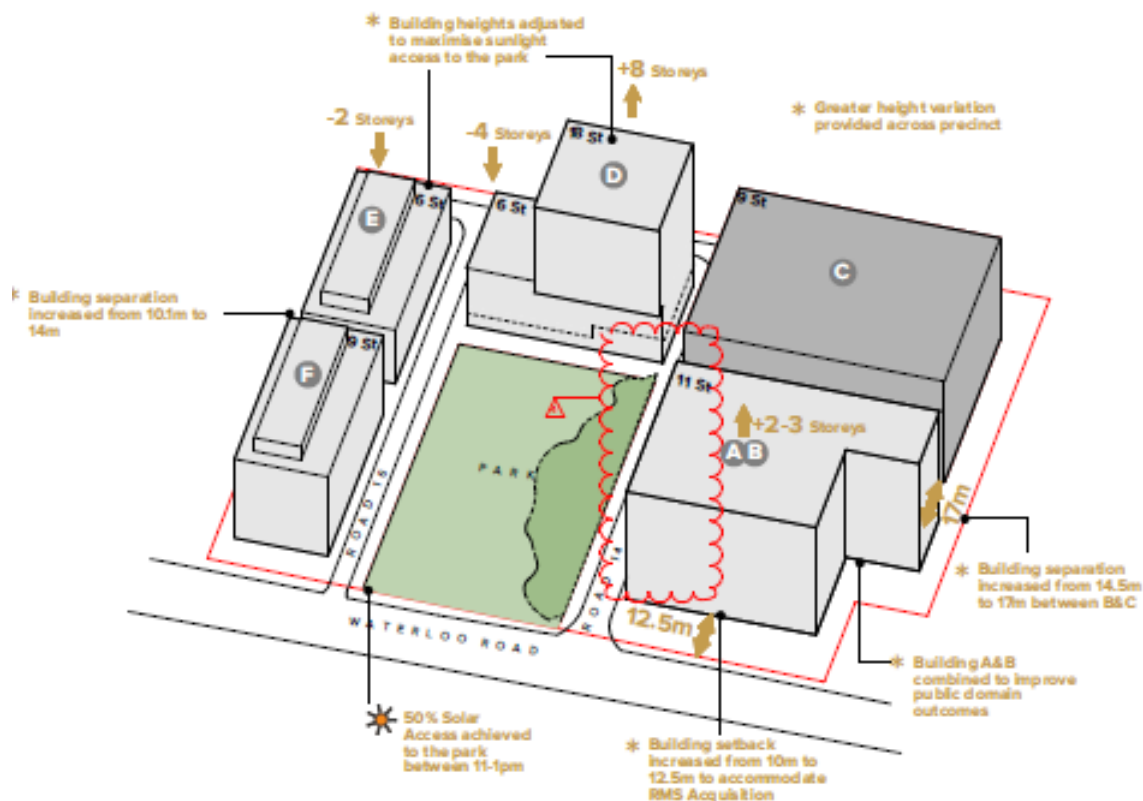 * Building heights adjusted
to maximise sunlight
access to the park
+8 Storeys
* Greater height variation
provided across precinct
-2 Storeys
-4 Storeys
18 St
D
6 St
6 St
9 St
E
C
* Building separation
increased from 10.1m to
14m
9 St
F
11 St
+2-3 Storeys
A B
PARK
17m
ROAD 16
ROAD 14
* Building separation
increased from 14.5m
to 17m between B&C
12.5m
WATERLOO ROAD
* Building A&B
combined to improve
public domain
outcomes
50% Solar
Access achieved
to the park
between 11-1pm
* Building setback
increased from 10m to
12.5m to accommodate
RMS Acquisition